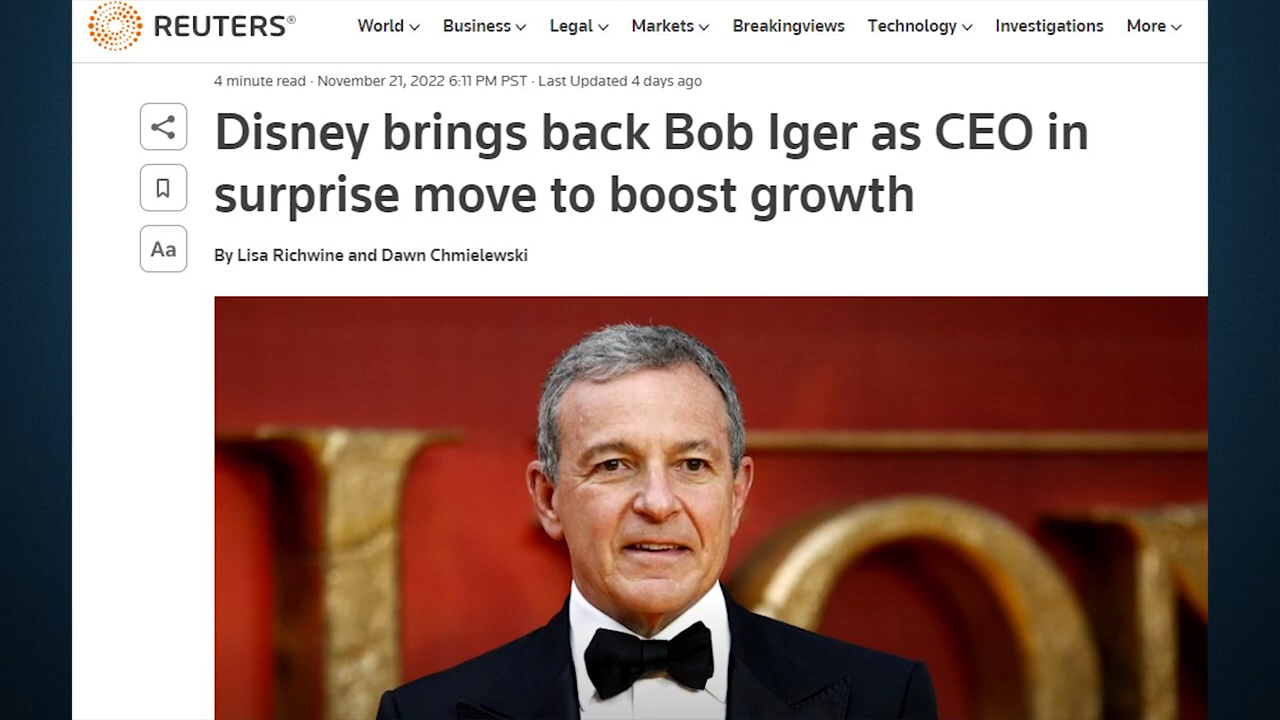 REUTERS®
World Business Legal Markets Breakingviews Technology Investigations More
4 minute read · November 21, 2022 6:11 PM PST · Last Updated 4 days ago
Disney brings back Bob Iger as CEO in
surprise move to boost growth
Aa
By Lisa Richwine and Dawn Chmielewski
ION